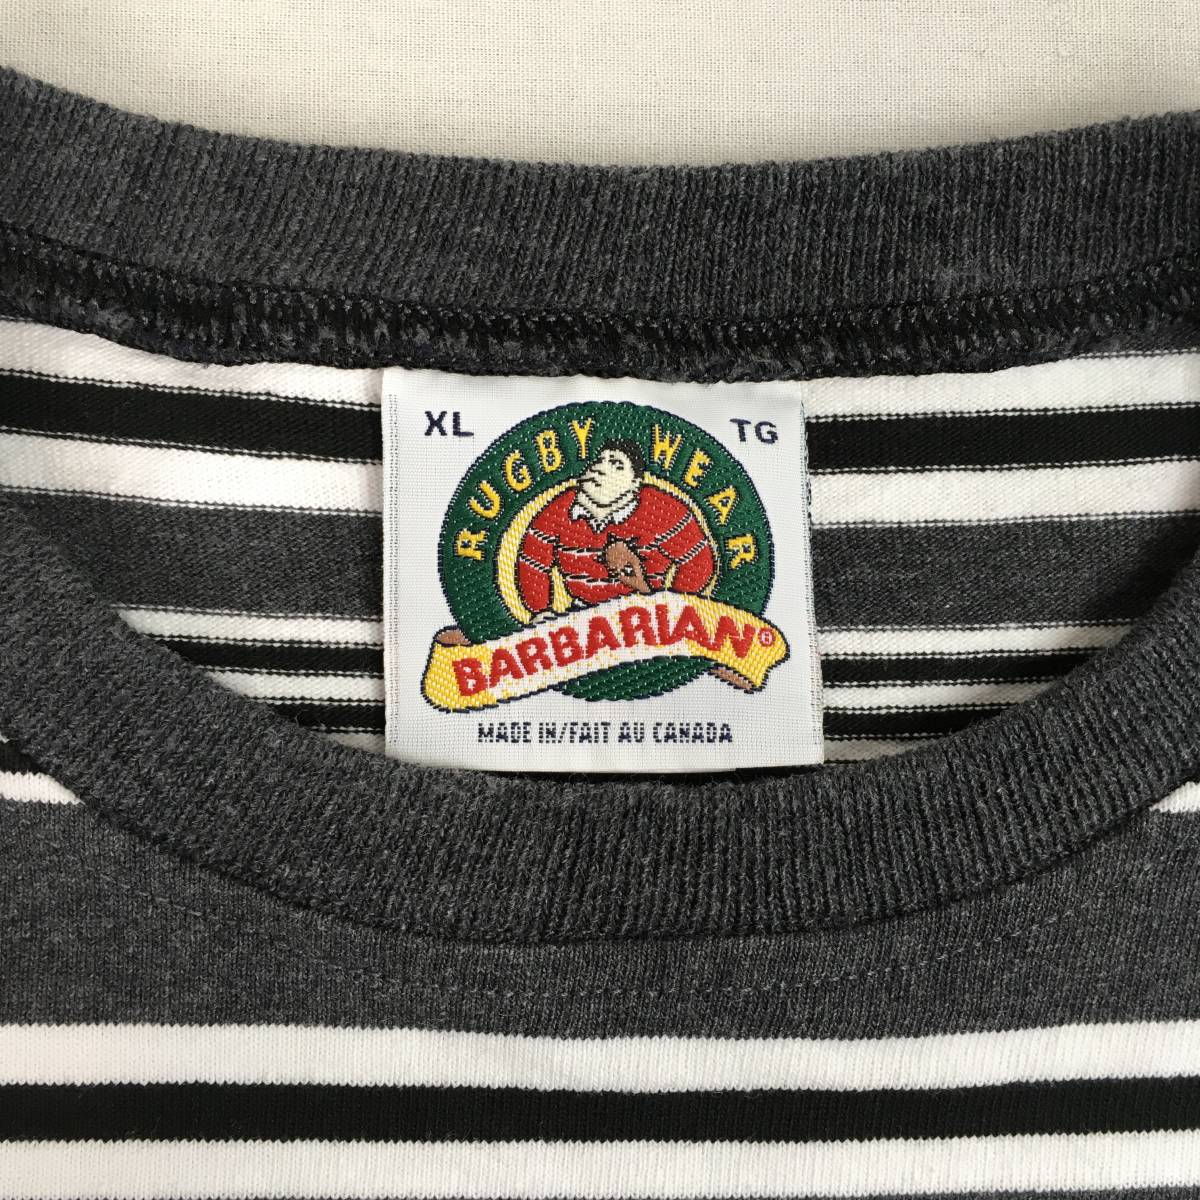 XL TG
RUGBY WEAR
BARBARIAN®
MADE IN/FAIT AU CANADA